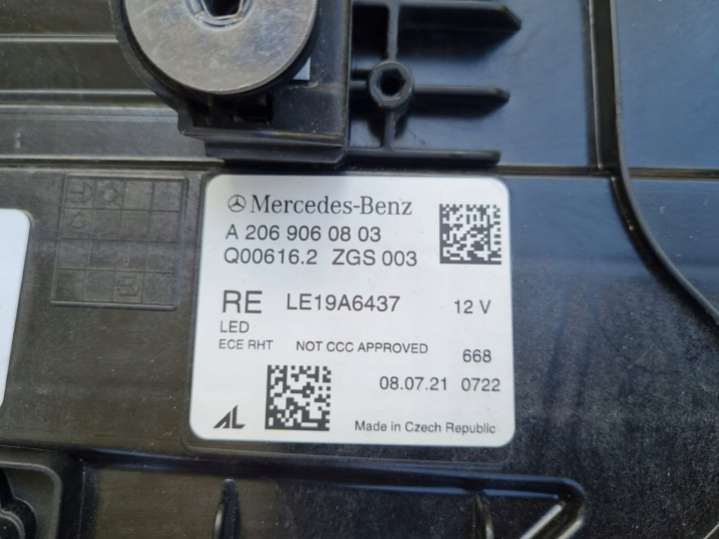 Mercedes-Benz
A 206 906 08 03
Q00616.2 ZGS 003
RE LE19A6437 12 V
LED
ECE RHT NOT CCC APPROVED 668
08.07.21 0722
AL Made in Czech Republic